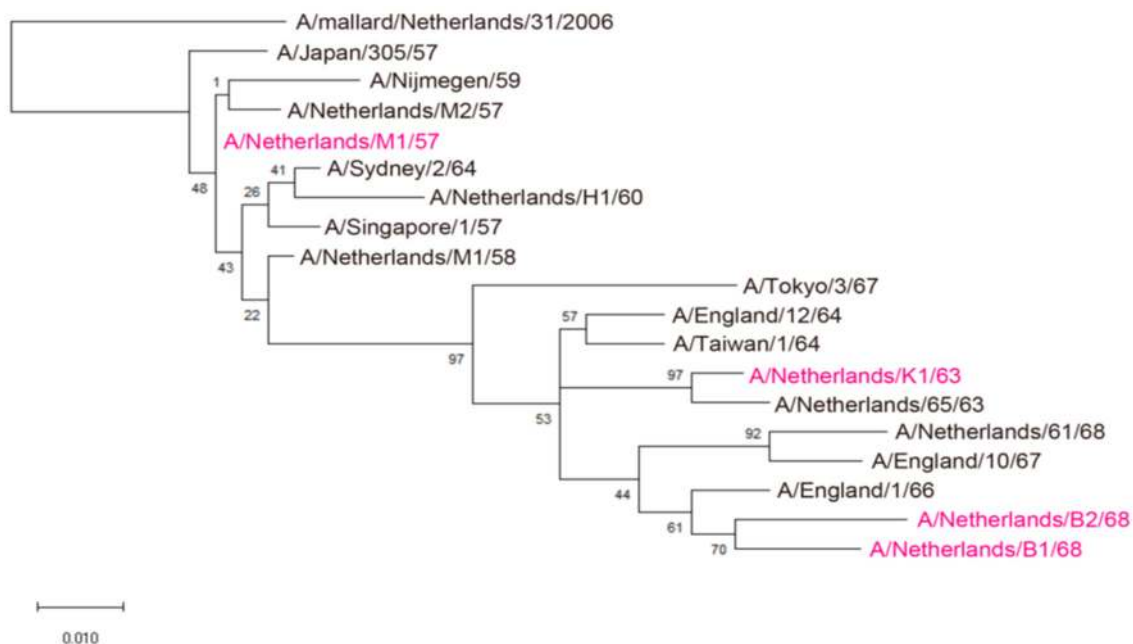 A/mallard/Netherlands/31/2006
A/Japan/305/57
1
A/Nijmegen/59
A/Netherlands/M2/57
A/Netherlands/M1/57
48
41
A/Sydney/2/64
26
A/Netherlands/H1/60
A/Singapore/1/57
43
A/Netherlands/M1/58
22
A/Tokyo/3/67
57
A/England/12/64
97
A/Taiwan/1/64
97
A/Netherlands/K1/63
53
A/Netherlands/65/63
92
A/Netherlands/61/68
A/England/10/67
44
A/England/1/66
61
A/Netherlands/B2/68
70
A/Netherlands/B1/68
0.010